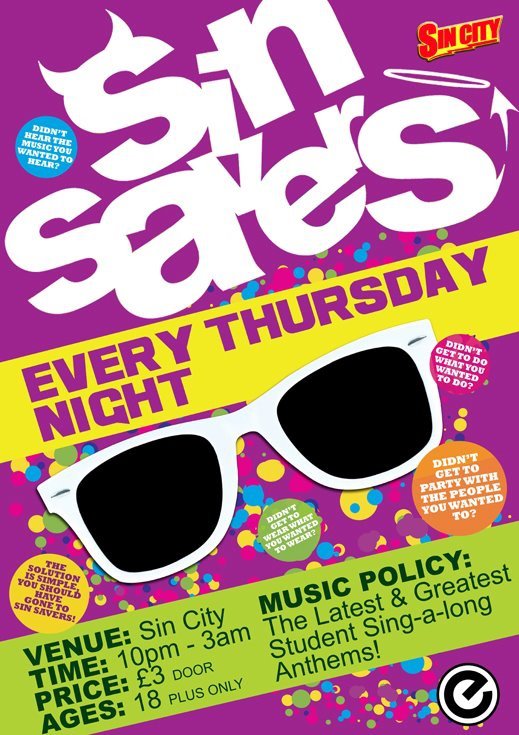 SIN CITY
Sin
Savers
DIDN'T
HEAR THE
MUSIC YOU
WANTED TO
HEAR?
EVERY THURSDAY
NIGHT
DIDN'T
GET TO DO
WHAT YOU
WANTED
TO DO?
DIDN'T
GET TO
PARTY WITH
THE PEOPLE
YOU WANTED
TO?
DIDN'T
GET TO
WEAR WHAT
YOU WANTED
TO WEAR?
THE
SOLUTION
IS SIMPLE,
YOU SHOULD
HAVE
GONE TO
SIN SAVERS!
VENUE: Sin City
TIME: 10pm - 3am
PRICE: £3 DOOR
AGES: 18 PLUS ONLY
MUSIC POLICY:
The Latest & Greatest
Student Sing-a-long
Anthems!
e